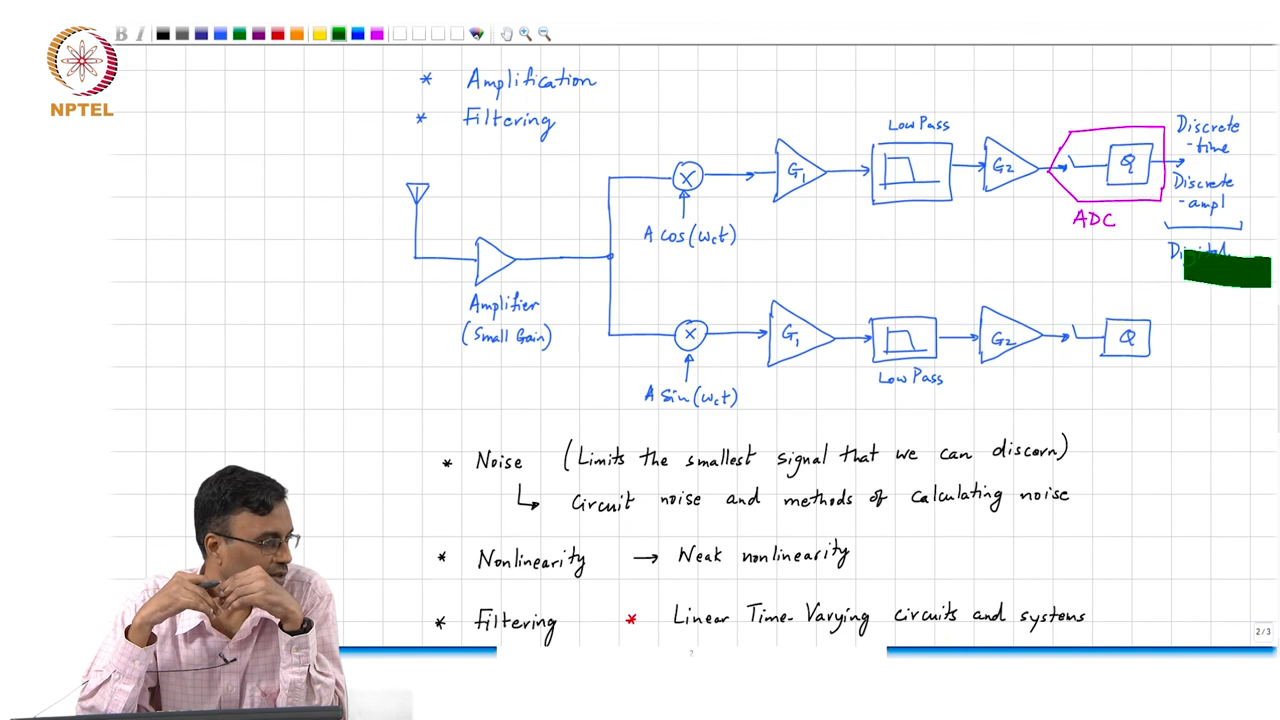 B I
NPTEL
* Amplification
* Filtering
Low Pass
Discrete
-time
Discrete
-ampl
X
G1
G2
Q
A cos(ωct)
ADC
Digital
Amplifier
(Small Gain)
X
G1
G2
Q
A sin(ωct)
Low Pass
* Noise (Limits the smallest signal that we can discern)
↳ Circuit noise and methods of calculating noise
* Nonlinearity → Weak nonlinearity
* Filtering * Linear Time-Varying circuits and systems
2/3
2